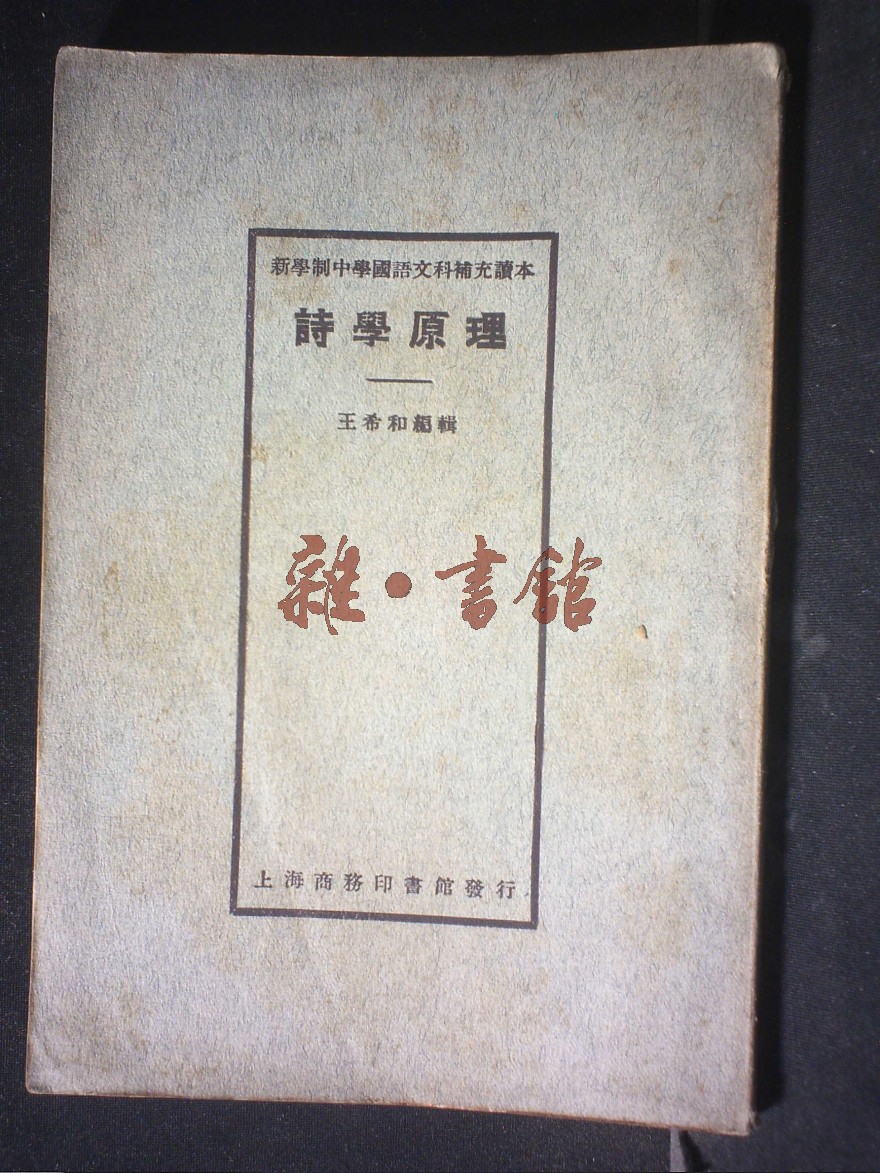 新學制中學國語文科補充讀本
詩學原理
王希和編輯
雜·書館
上海商務印書館發行